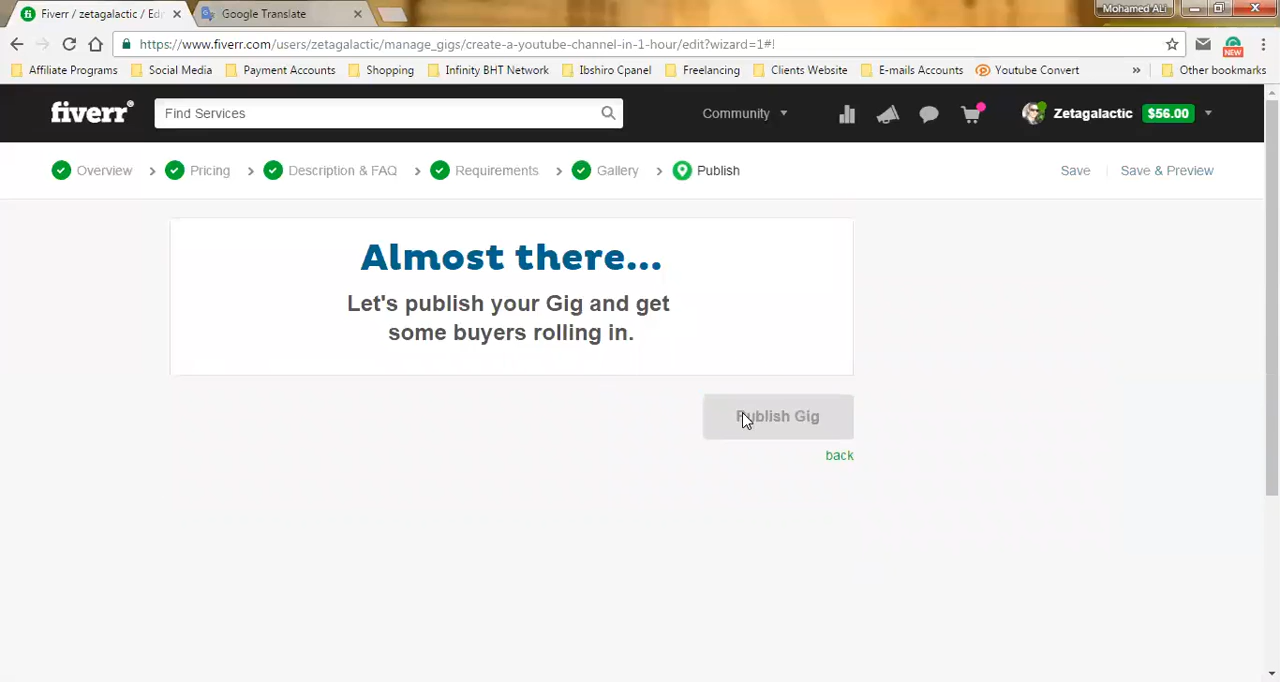 Fiverr / zetagalactic / Edi
Google Translate
Mohamed ALi
https://www.fiverr.com/users/zetagalactic/manage_gigs/create-a-youtube-channel-in-1-hour/edit?wizard=1#!
NEW
Affiliate Programs
Social Media
Payment Accounts
Shopping
Infinity BHT Network
Ibshiro Cpanel
Freelancing
Clients Website
E-mails Accounts
Youtube Convert
»
Other bookmarks
fiverr®
Find Services
Community
Zetagalactic
$56.00
Overview
Pricing
Description & FAQ
Requirements
Gallery
Publish
Save
Save & Preview
Almost there...
Let's publish your Gig and get
some buyers rolling in.
Publish Gig
back